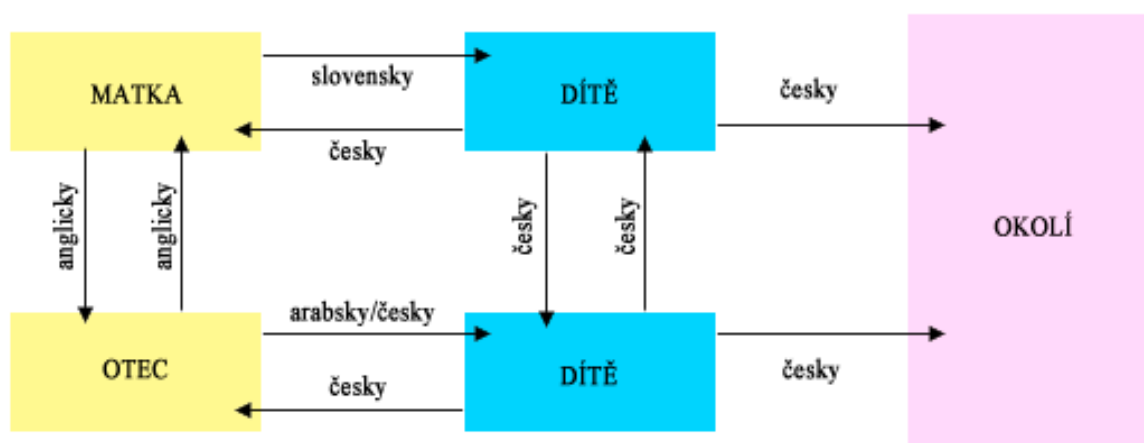 slovensky
MATKA
DÍTĚ
česky
česky
anglicky
anglicky
česky
česky
OKOLÍ
arabsky/česky
OTEC
DÍTĚ
česky
česky